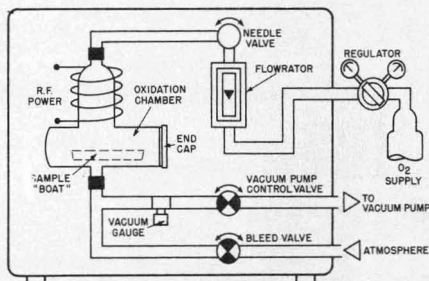 NEEDLE
VALVE
REGULATOR
R.F.
POWER
OXIDATION
CHAMBER
FLOWRATOR
END
CAP
O2
SUPPLY
SAMPLE
"BOAT"
VACUUM PUMP
CONTROL VALVE
TO
VACUUM PUMP
VACUUM
GAUGE
BLEED VALVE
ATMOSPHERE